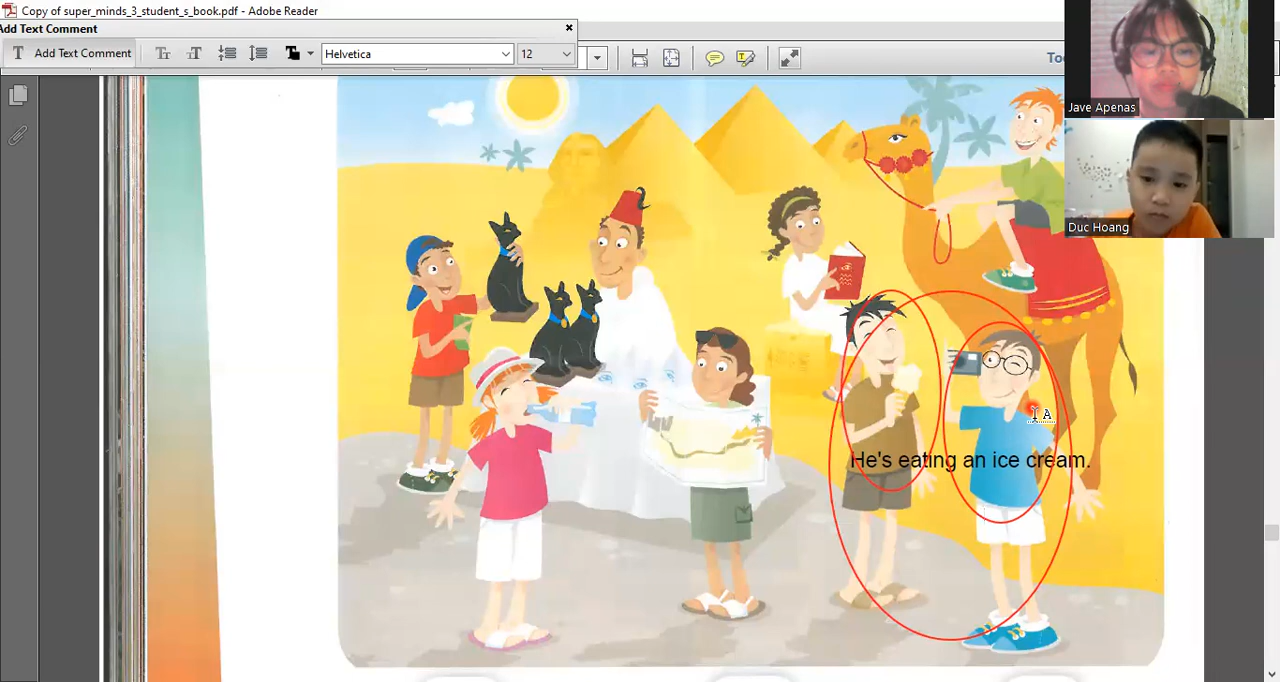 Copy of super_minds_3_student_s_book.pdf - Adobe Reader
Add Text Comment
Add Text Comment
Helvetica
12
Jave Apenas
Duc Hoang
A
He's eating an ice cream.